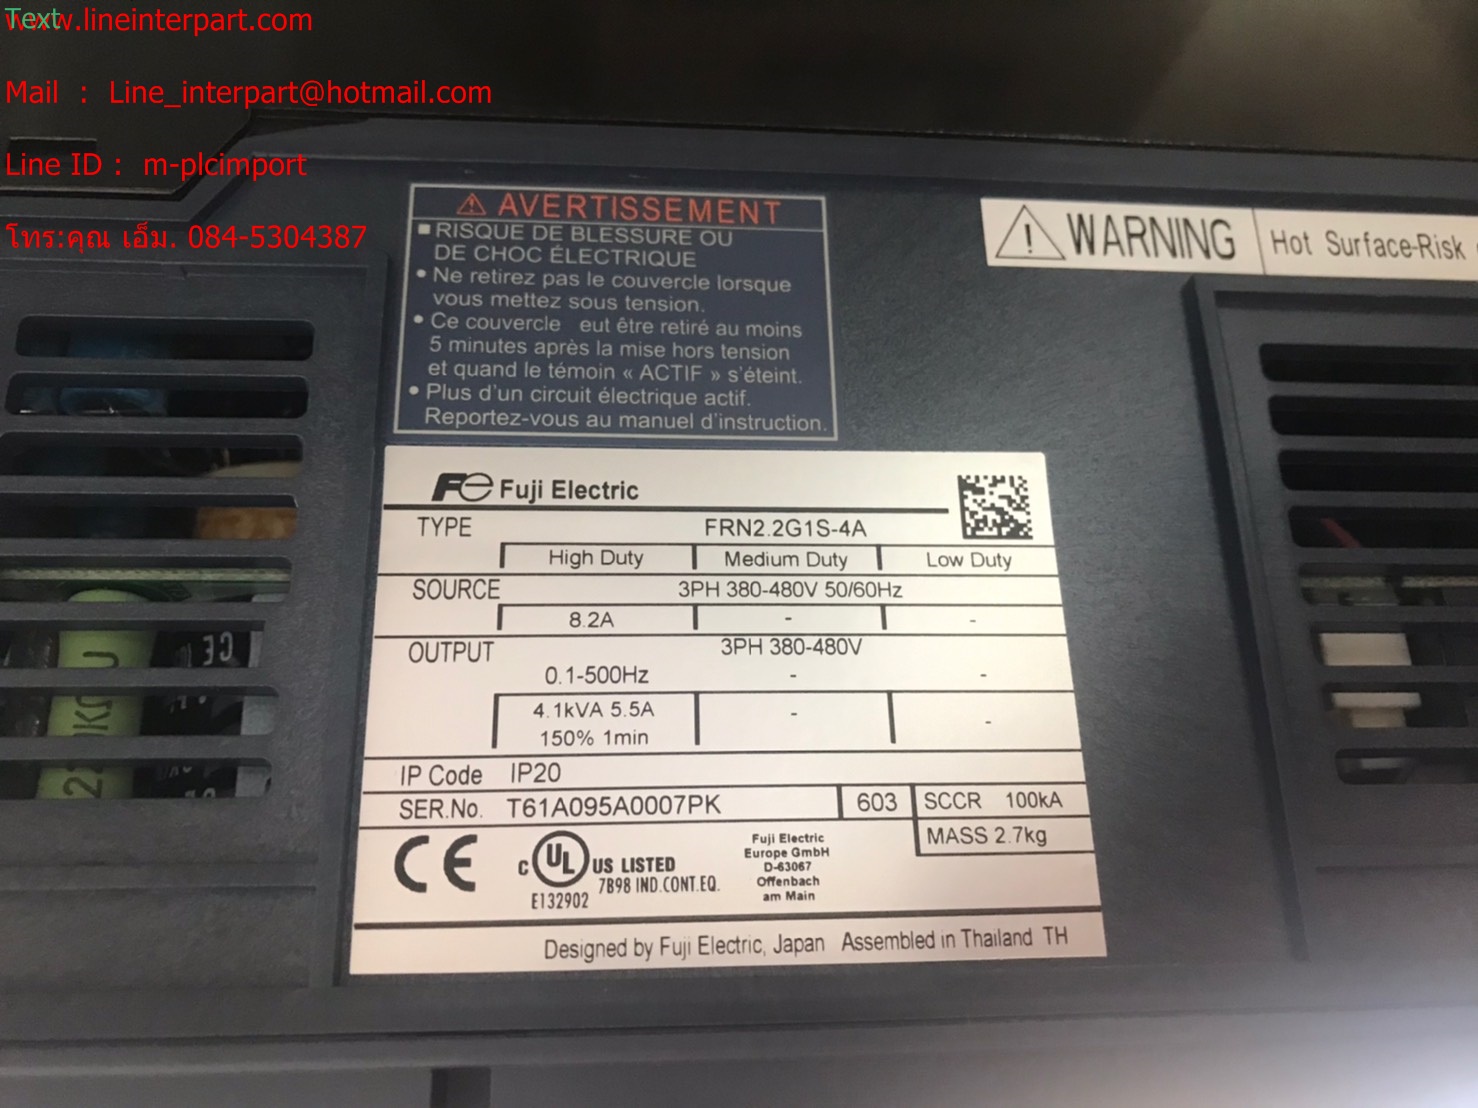 Text
www.lineinterpart.com
Mail : Line_interpart@hotmail.com
Line ID : m-plcimport
โทร:คุณ เอ็ม. 084-5304387
AVERTISSEMENT
RISQUE DE BLESSURE OU
DE CHOC ÉLECTRIQUE
• Ne retirez pas le couvercle lorsque
vous mettez sous tension.
• Ce couvercle eut être retiré au moins
5 minutes après la mise hors tension
et quand le témoin « ACTIF » s'éteint.
• Plus d'un circuit électrique actif.
Reportez-vous au manuel d'instruction.
WARNING
Hot Surface-Risk
Fe Fuji Electric
TYPE FRN2.2G1S-4A
High Duty Medium Duty Low Duty
SOURCE 3PH 380-480V 50/60Hz
8.2A - -
OUTPUT 3PH 380-480V
0.1-500Hz - -
4.1kVA 5.5A - -
150% 1min
IP Code IP20
SER.No. T61A095A0007PK 603 SCCR 100kA
MASS 2.7kg
CE
c UL US LISTED
7B98 IND.CONT.EQ.
E132902
Fuji Electric
Europe GmbH
D-63067
Offenbach
am Main
Designed by Fuji Electric, Japan Assembled in Thailand TH